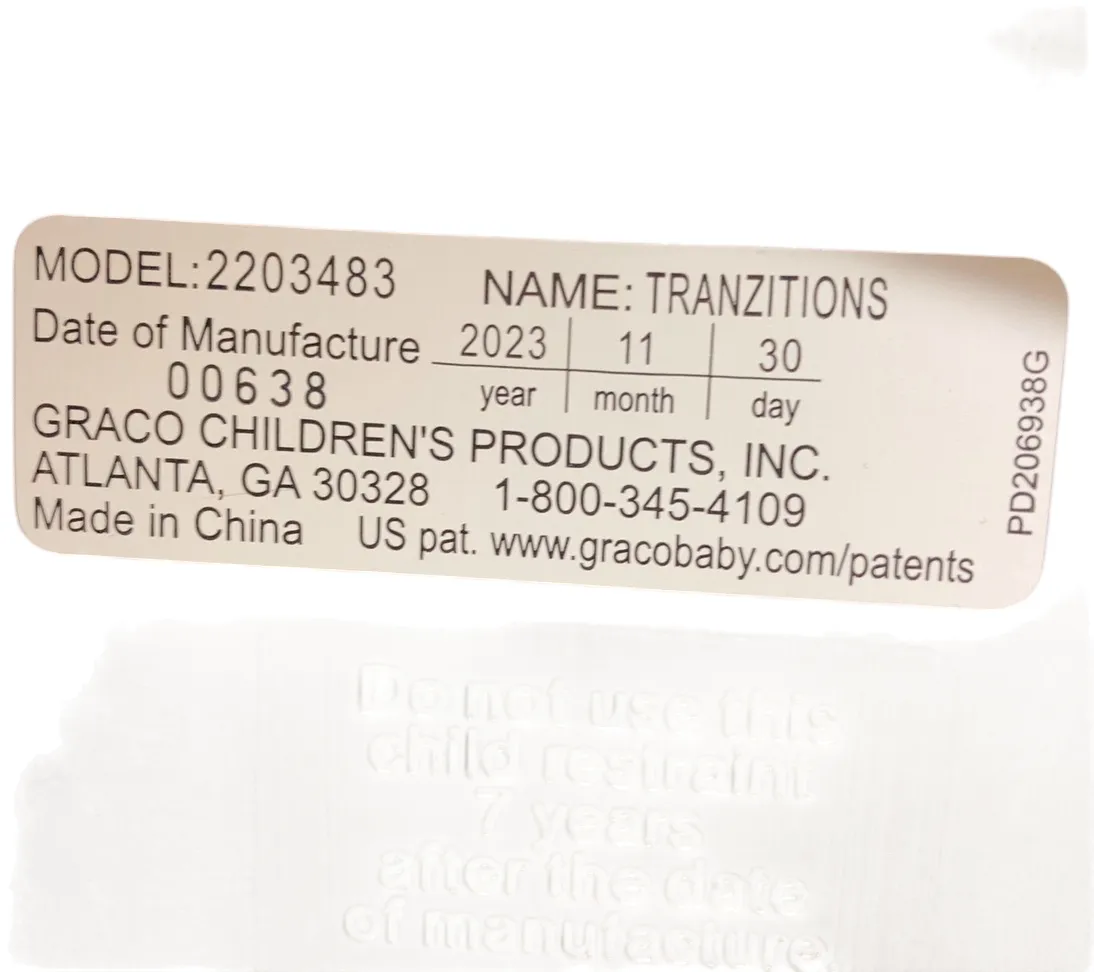 MODEL:2203483 NAME: TRANZITIONS
Date of Manufacture 2023 11 30
00638 year month day
GRACO CHILDREN'S PRODUCTS, INC.
ATLANTA, GA 30328 1-800-345-4109
Made in China US pat. www.gracobaby.com/patents
PD206938G
Do not use this
child restraint
7 years
after the date
of manufacture.